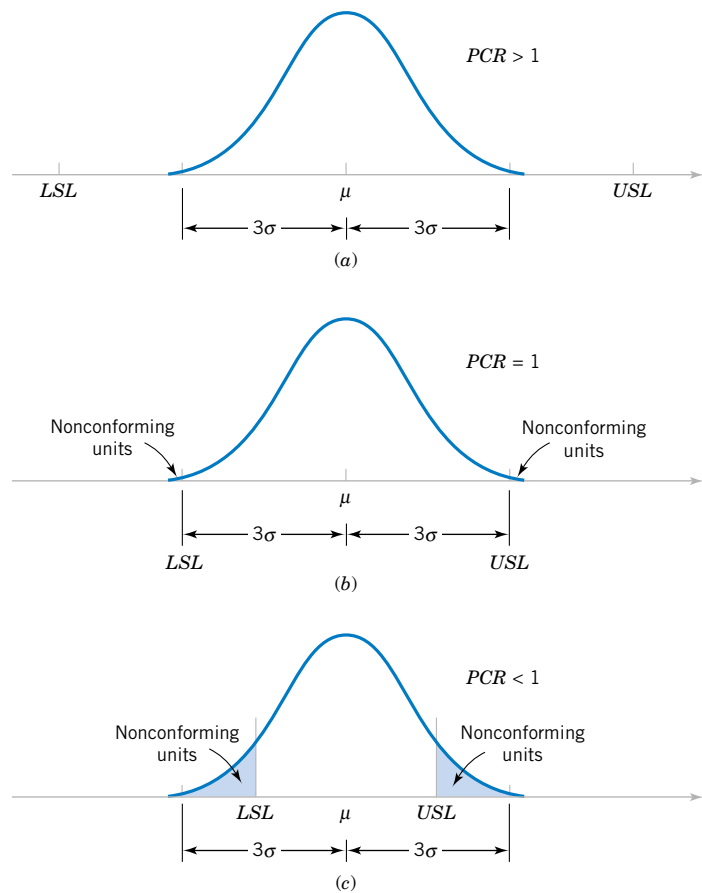 PCR > 1
LSL
μ
USL
3σ
3σ
(a)
PCR = 1
Nonconforming
units
Nonconforming
units
μ
3σ
3σ
LSL
USL
(b)
PCR < 1
Nonconforming
units
Nonconforming
units
LSL
μ
USL
3σ
3σ
(c)